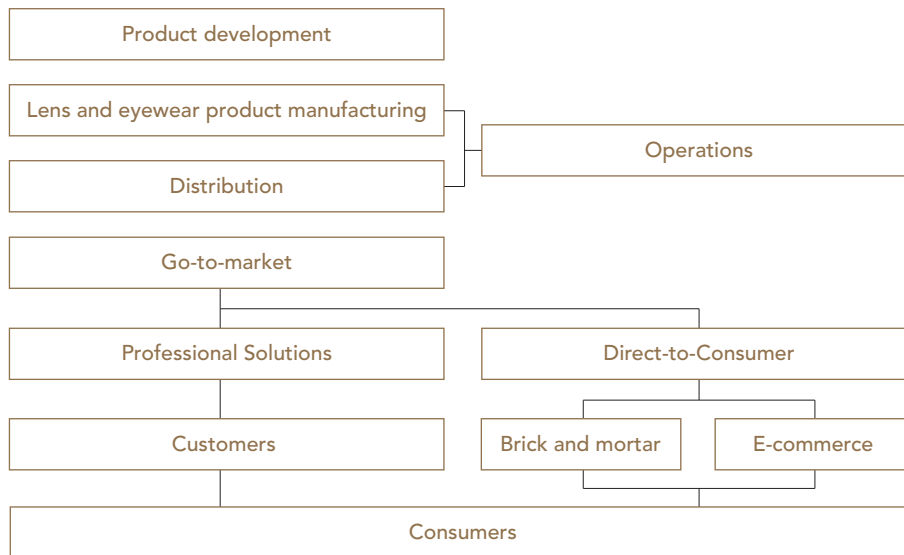 Product development
Lens and eyewear product manufacturing
Operations
Distribution
Go-to-market
Professional Solutions
Direct-to-Consumer
Customers
Brick and mortar
E-commerce
Consumers